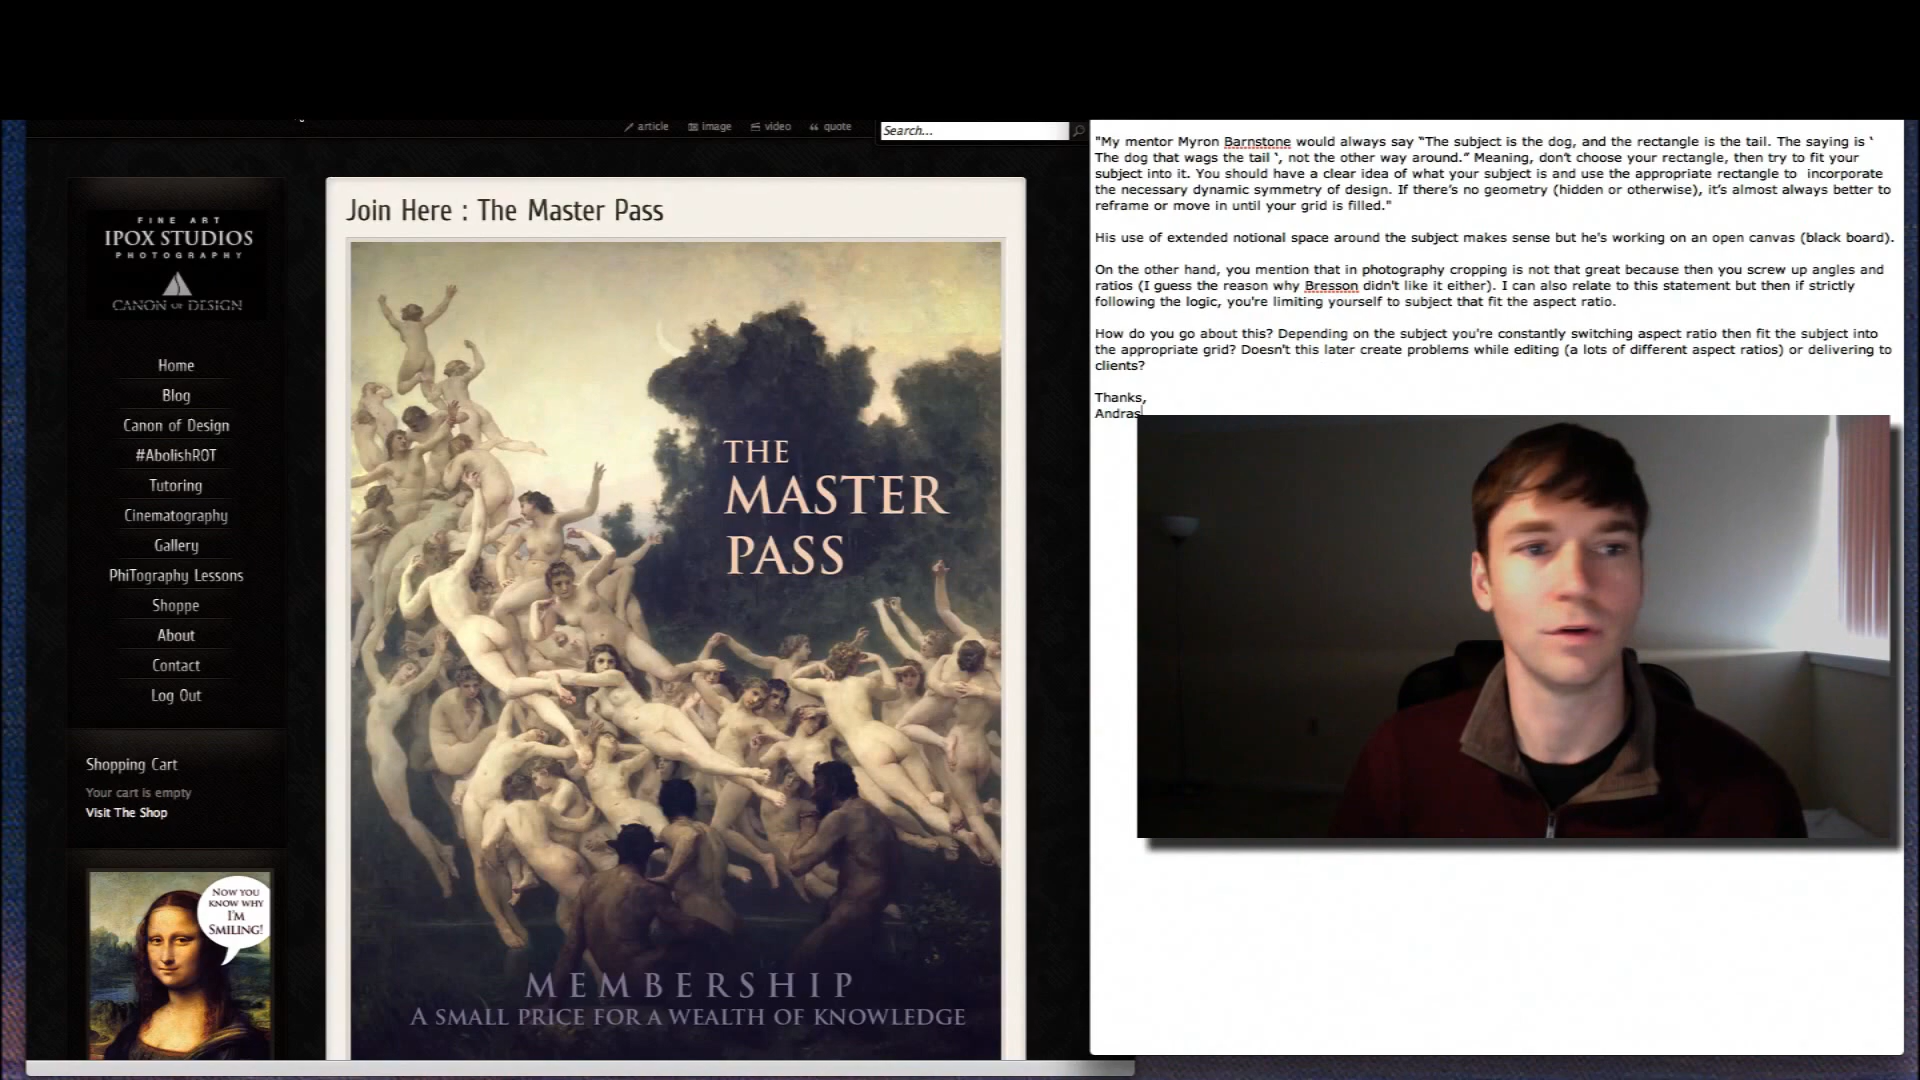 article image video quote
Search...
FINE ART
IPOX STUDIOS
PHOTOGRAPHY
CANON OF DESIGN
Home
Blog
Canon of Design
#AbolishROT
Tutoring
Cinematography
Gallery
PhiTography Lessons
Shoppe
About
Contact
Log Out
Shopping Cart
Your cart is empty
Visit The Shop
NOW YOU
KNOW WHY
I'M
SMILING!
Join Here : The Master Pass
THE
MASTER
PASS
MEMBERSHIP
A SMALL PRICE FOR A WEALTH OF KNOWLEDGE
"My mentor Myron Barnstone would always say “The subject is the dog, and the rectangle is the tail. The saying is ‘
The dog that wags the tail ‘, not the other way around.” Meaning, don’t choose your rectangle, then try to fit your
subject into it. You should have a clear idea of what your subject is and use the appropriate rectangle to  incorporate
the necessary dynamic symmetry of design. If there’s no geometry (hidden or otherwise), it’s almost always better to
reframe or move in until your grid is filled."
His use of extended notional space around the subject makes sense but he's working on an open canvas (black board).
On the other hand, you mention that in photography cropping is not that great because then you screw up angles and
ratios (I guess the reason why Bresson didn't like it either). I can also relate to this statement but then if strictly
following the logic, you're limiting yourself to subject that fit the aspect ratio.
How do you go about this? Depending on the subject you're constantly switching aspect ratio then fit the subject into
the appropriate grid? Doesn't this later create problems while editing (a lots of different aspect ratios) or delivering to
clients?
Thanks,
Andras